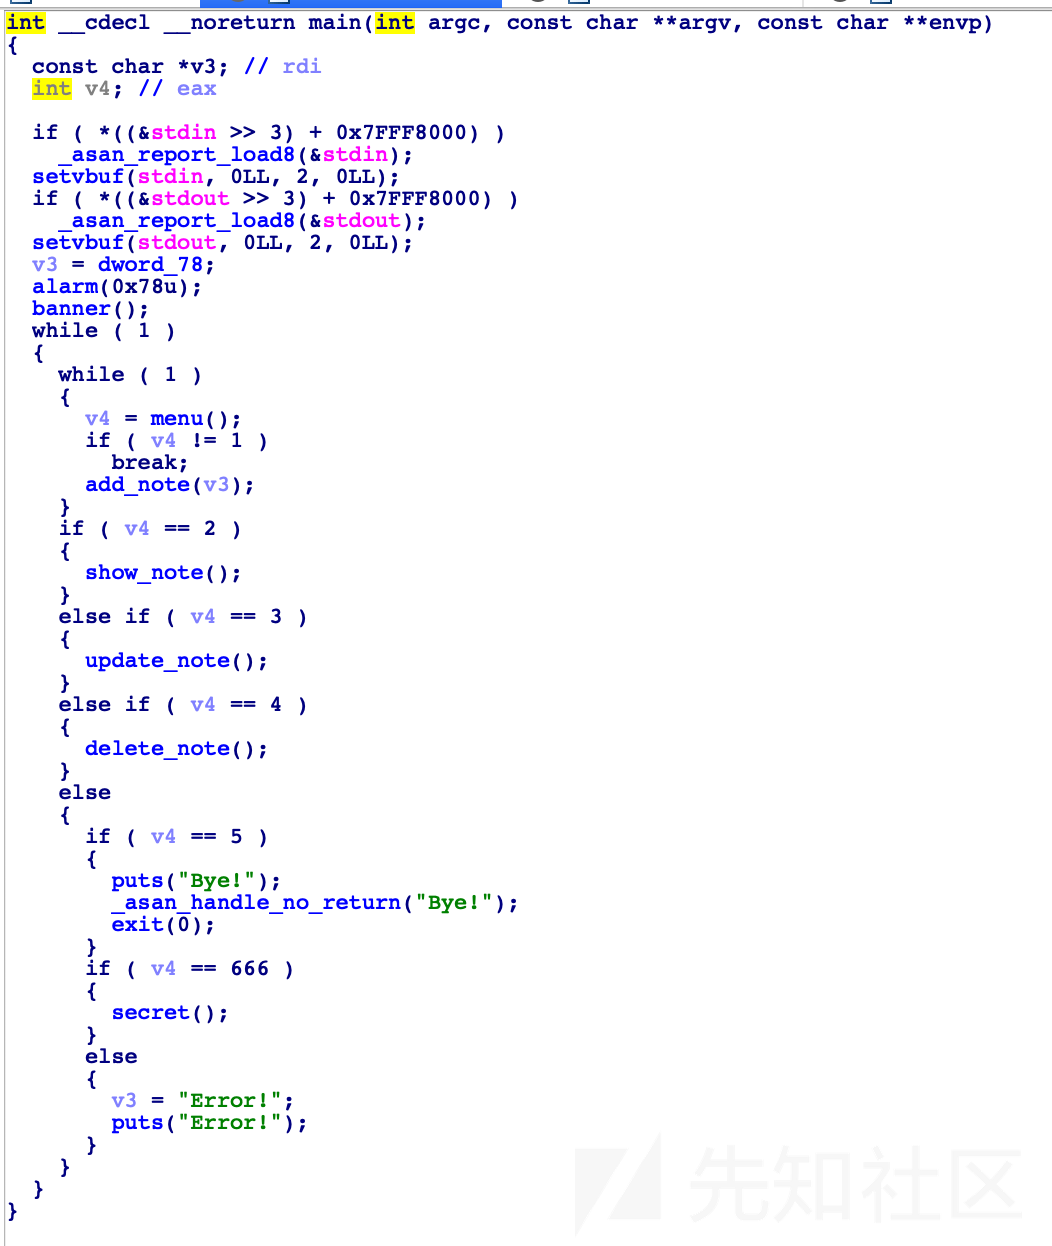 int __cdecl __noreturn main(int argc, const char **argv, const char **envp)
{
  const char *v3; // rdi
  int v4; // eax

  if ( *((&stdin >> 3) + 0x7FFF8000) )
    _asan_report_load8(&stdin);
  setvbuf(stdin, 0LL, 2, 0LL);
  if ( *((&stdout >> 3) + 0x7FFF8000) )
    _asan_report_load8(&stdout);
  setvbuf(stdout, 0LL, 2, 0LL);
  v3 = dword_78;
  alarm(0x78u);
  banner();
  while ( 1 )
  {
    while ( 1 )
    {
      v4 = menu();
      if ( v4 != 1 )
        break;
      add_note(v3);
    }
    if ( v4 == 2 )
    {
      show_note();
    }
    else if ( v4 == 3 )
    {
      update_note();
    }
    else if ( v4 == 4 )
    {
      delete_note();
    }
    else
    {
      if ( v4 == 5 )
      {
        puts("Bye!");
        _asan_handle_no_return("Bye!");
        exit(0);
      }
      if ( v4 == 666 )
      {
        secret();
      }
      else
      {
        v3 = "Error!";
        puts("Error!");
      }
    }
  }
}
先知社区